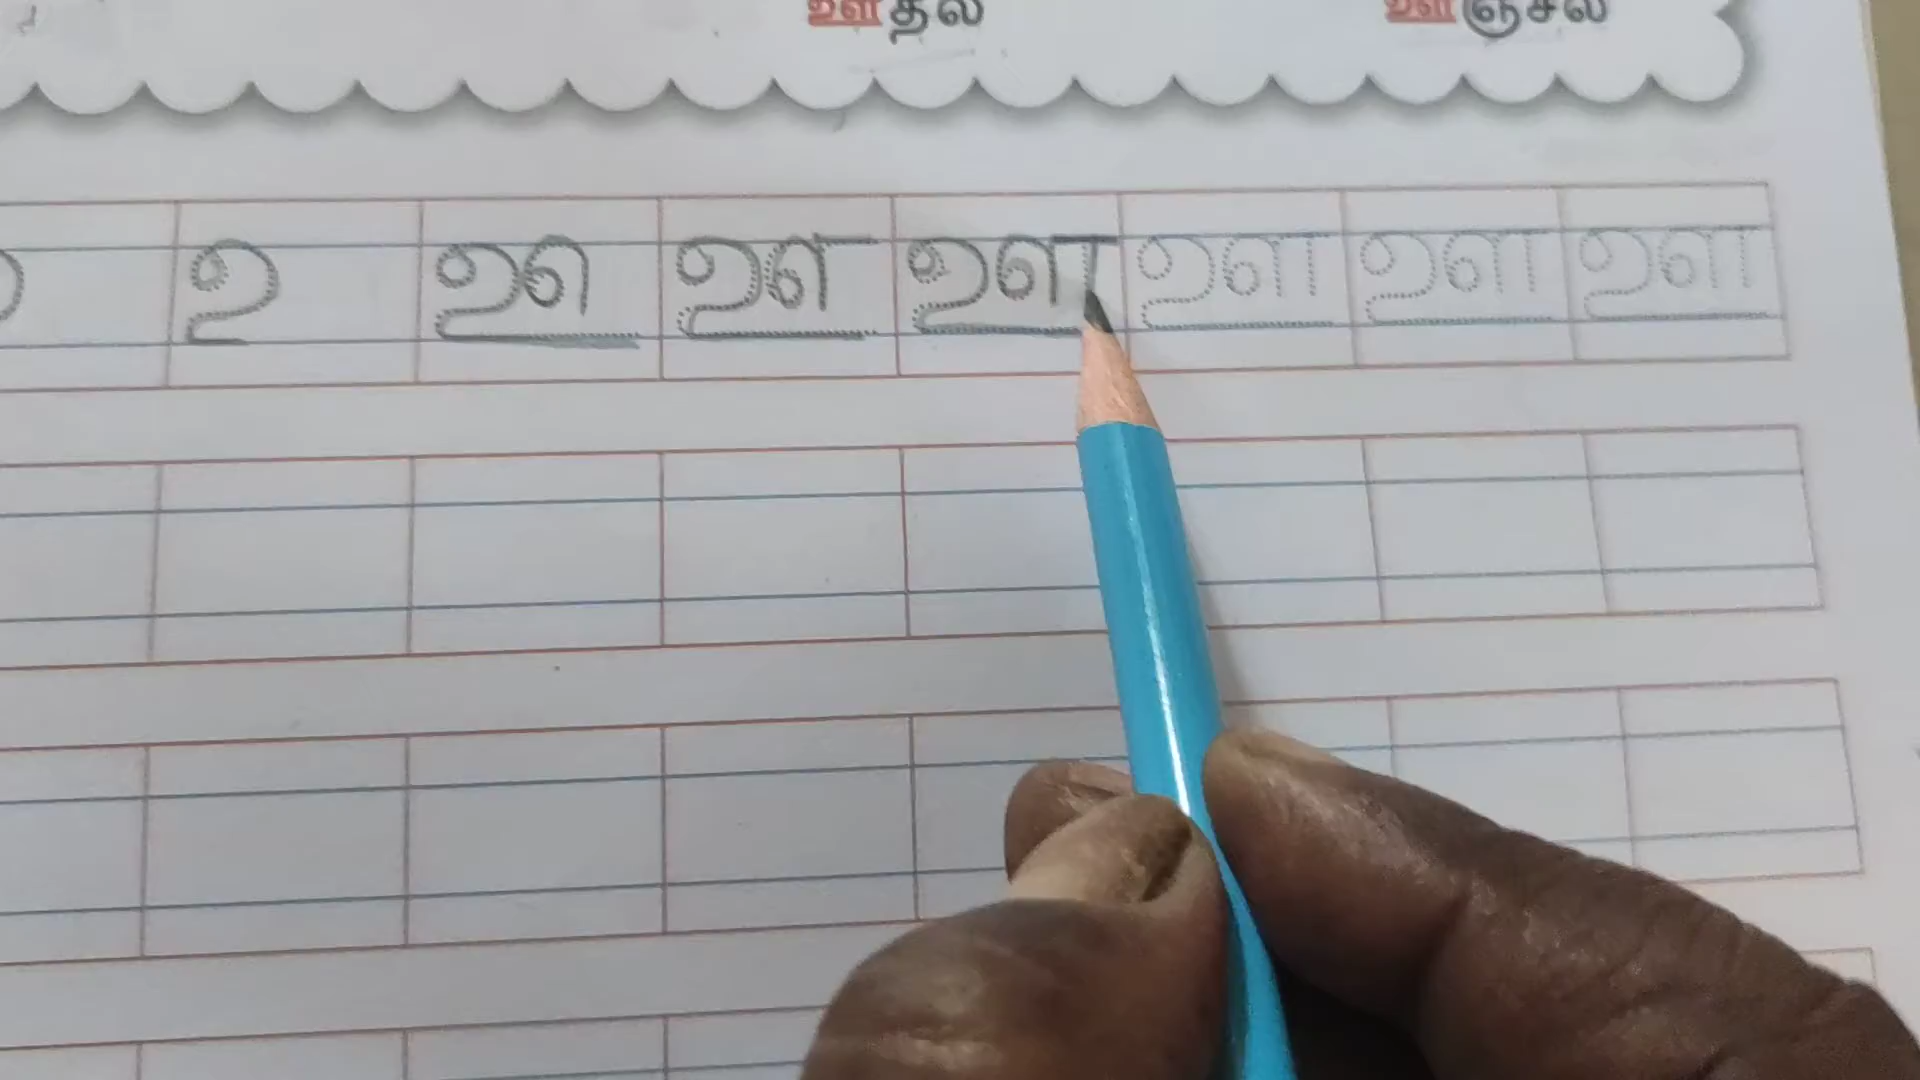 ஊதல் ஊஞ்சல்
உ உ ஊ ஊ ஊ ஊ ஊ ஊ